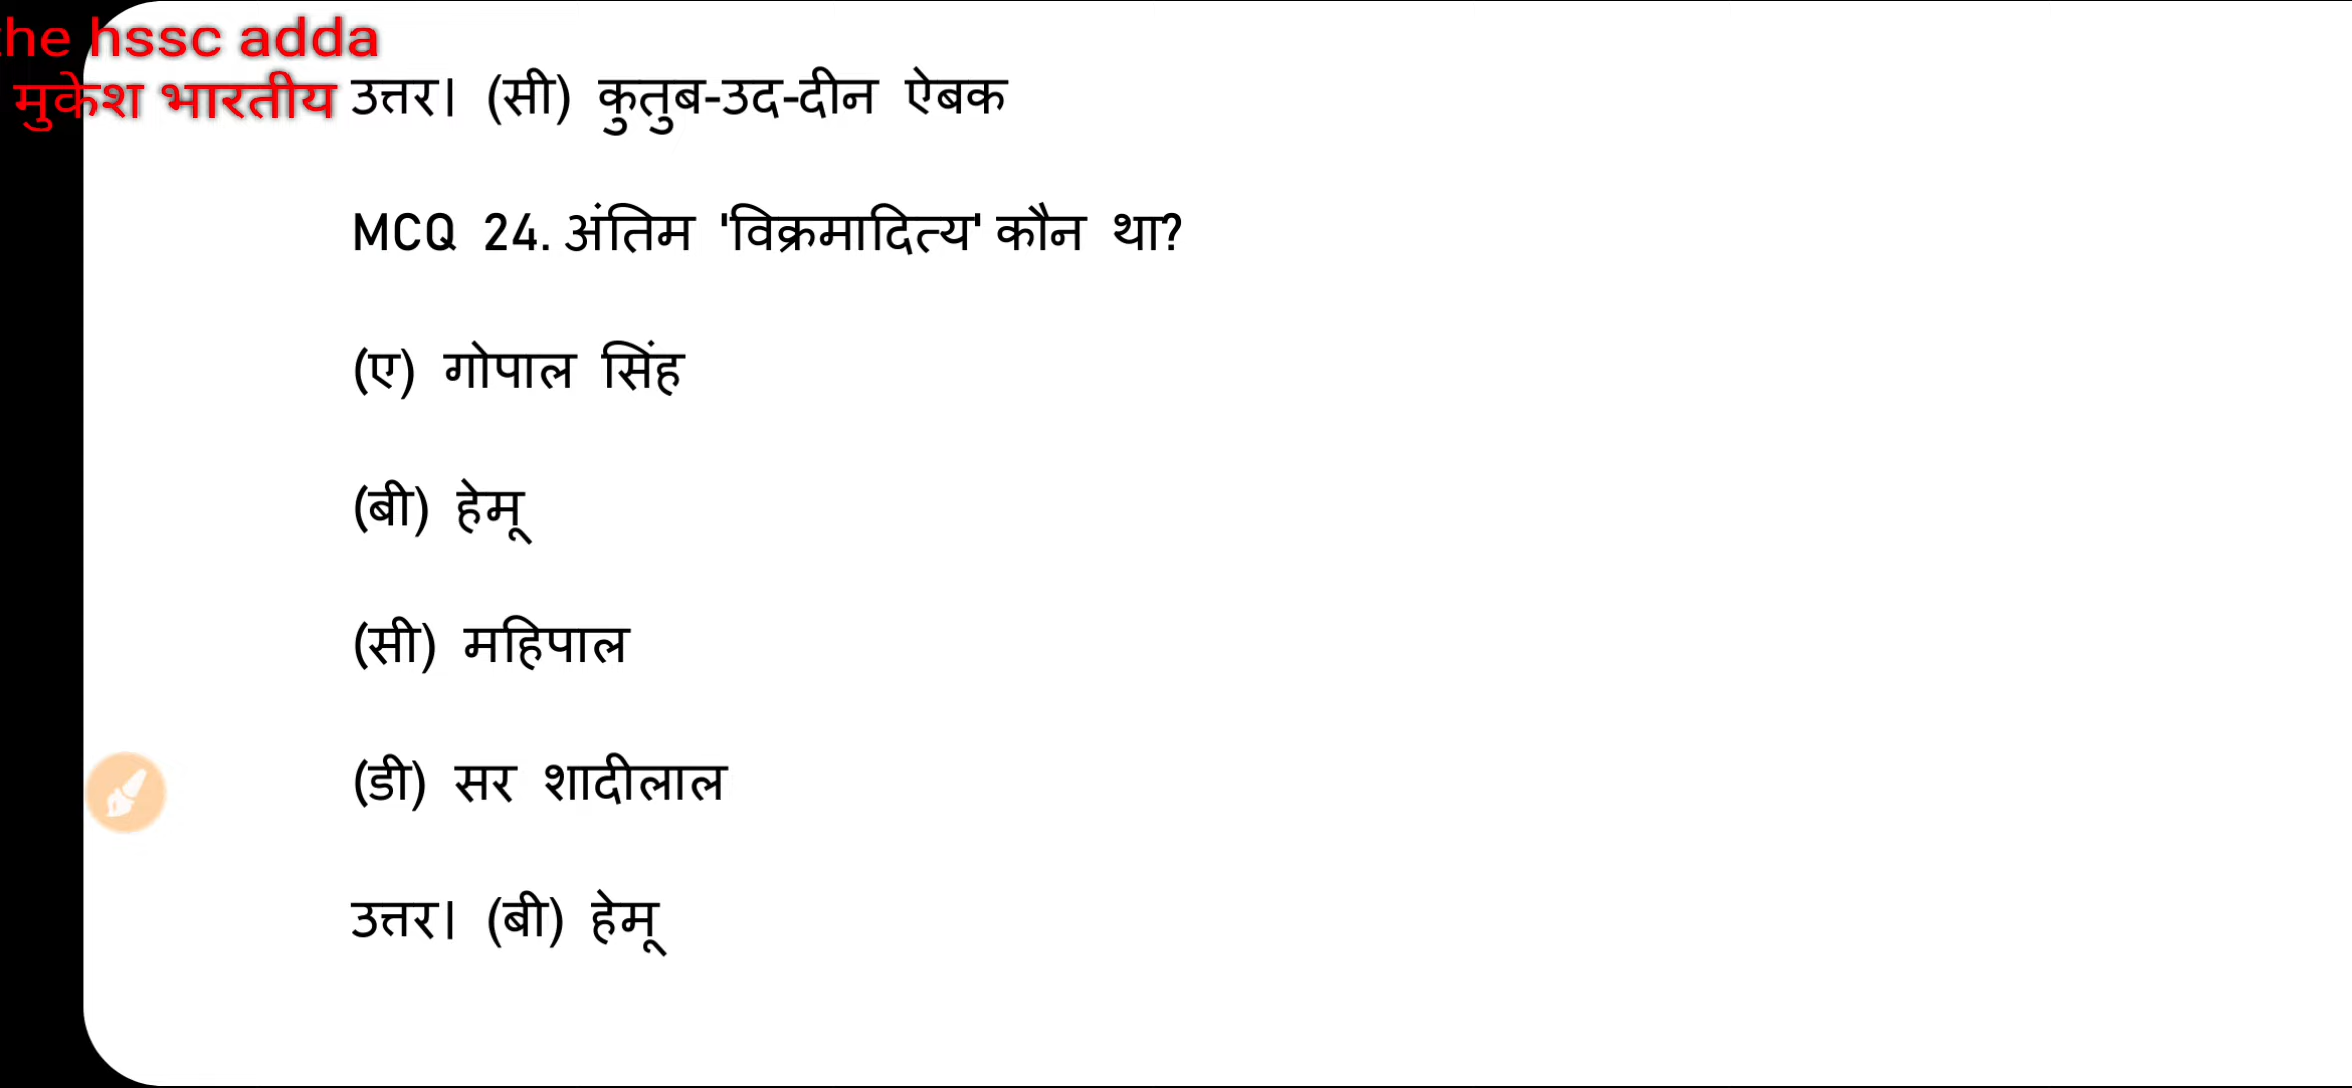 he hssc adda
मुकेश भारतीय
उत्तर। (सी) कुतुब-उद-दीन ऐबक
MCQ 24. अंतिम 'विक्रमादित्य' कौन था?
(ए) गोपाल सिंह
(बी) हेमू
(सी) महिपाल
(डी) सर शादीलाल
उत्तर। (बी) हेमू